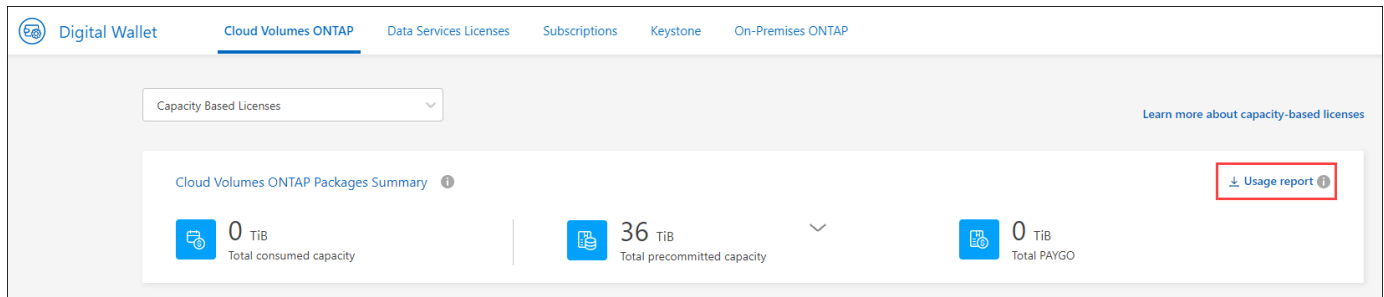 Digital Wallet
Cloud Volumes ONTAP
Data Services Licenses
Subscriptions
Keystone
On-Premises ONTAP
Capacity Based Licenses
Learn more about capacity-based licenses
Cloud Volumes ONTAP Packages Summary
Usage report
0 TiB
Total consumed capacity
36 TiB
Total precommitted capacity
0 TiB
Total PAYGO